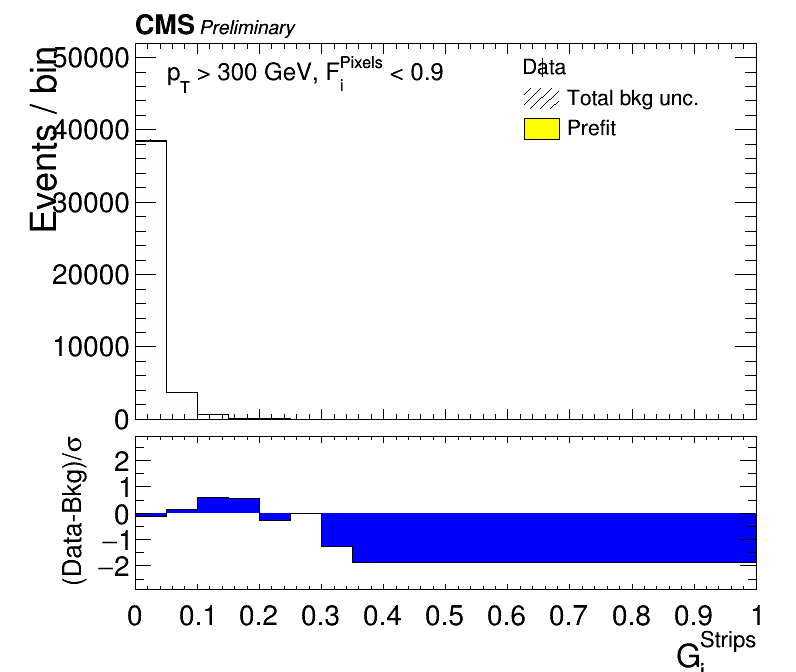 CMS Preliminary
Events / bin
50000
40000
30000
20000
10000
0
p_T > 300 GeV, F_i^Pixels < 0.9
Data
Total bkg unc.
Prefit
(Data-Bkg)/σ
2
1
0
−1
−2
0 0.1 0.2 0.3 0.4 0.5 0.6 0.7 0.8 0.9 1
G_i^Strips